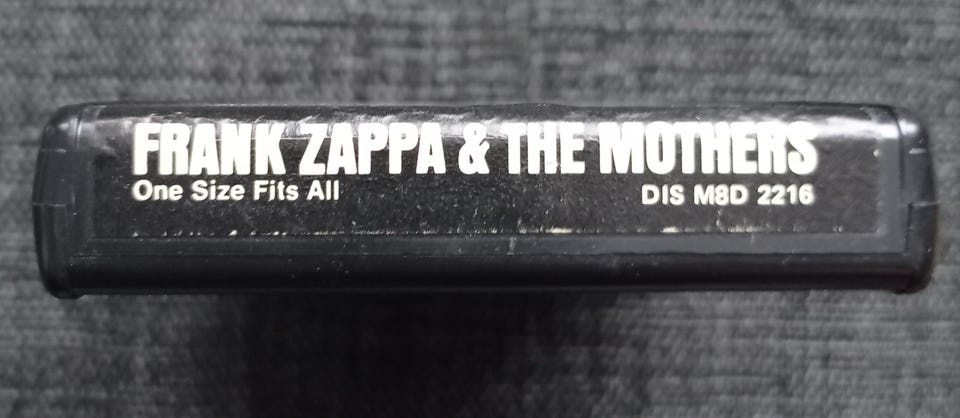 FRANK ZAPPA & THE MOTHERS
One Size Fits All DIS M8D 2216